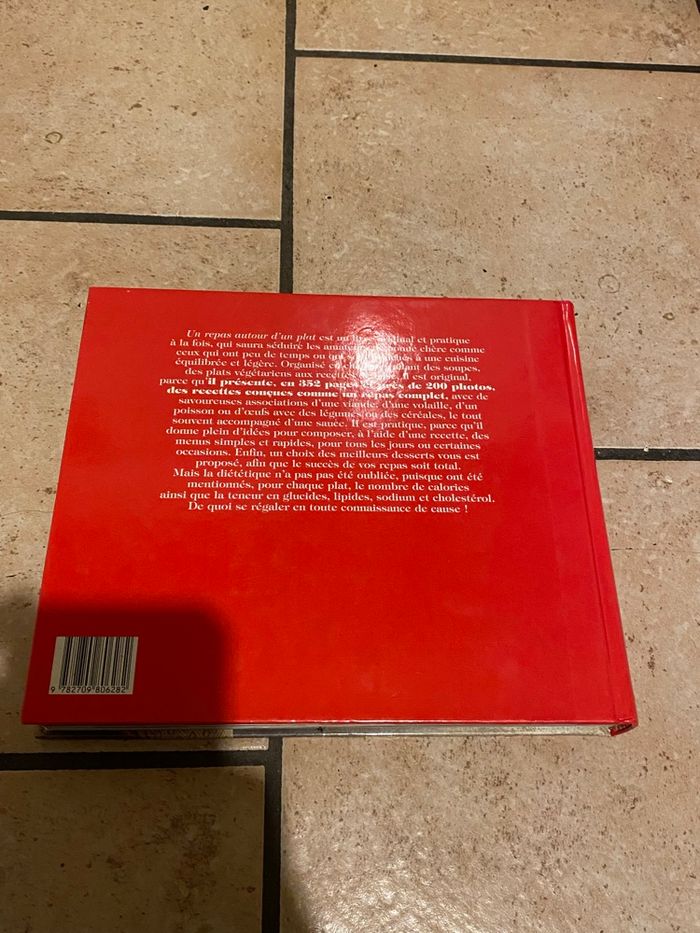 Un repas autour d'un plat est un li et pratique
à la fois, qui saura séduire les amate chère comme
ceux qui ont peu de temps ou qui à une cuisine
équilibrée et légère. Organisé en ch des soupes,
des plats végétariens aux recettes il est original,
parce qu'il présente, en 352 pages et près de 200 photos,
des recettes conçues comme un repas complet, avec de
savoureuses associations d'une viande, d'une volaille, d'un
poisson ou d'œufs avec des légumes ou des céréales, le tout
souvent accompagné d'une sauce. Il est pratique, parce qu'il
donne plein d'idées pour composer, à l'aide d'une recette, des
menus simples et rapides, pour tous les jours ou certaines
occasions. Enfin, un choix des meilleurs desserts vous est
proposé, afin que le succès de vos repas soit total.
Mais la diététique n'a pas pas été oubliée, puisque ont été
mentionnés, pour chaque plat, le nombre de calories
ainsi que la teneur en glucides, lipides, sodium et cholestérol.
De quoi se régaler en toute connaissance de cause !
9 782709 806282